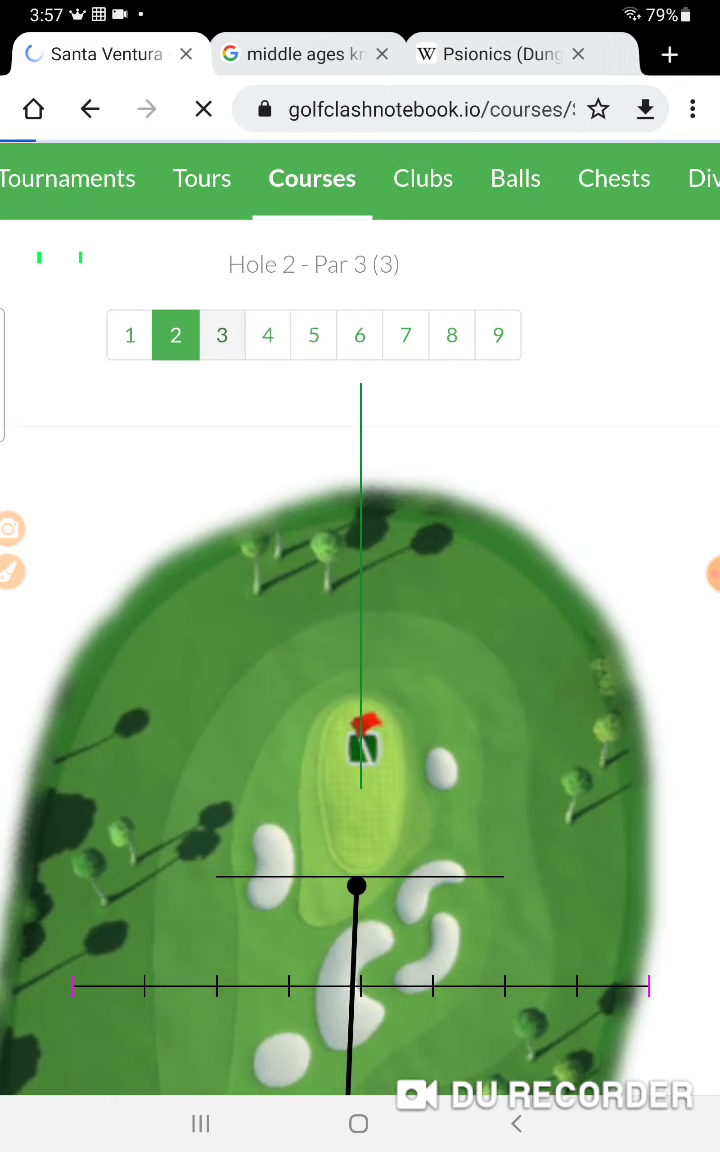 3:57 79%
Santa Ventura middle ages kn Psionics (Dung
golfclashnotebook.io/courses/
Tournaments Tours Courses Clubs Balls Chests Div
Hole 2 - Par 3 (3)
1 2 3 4 5 6 7 8 9
DU RECORDER